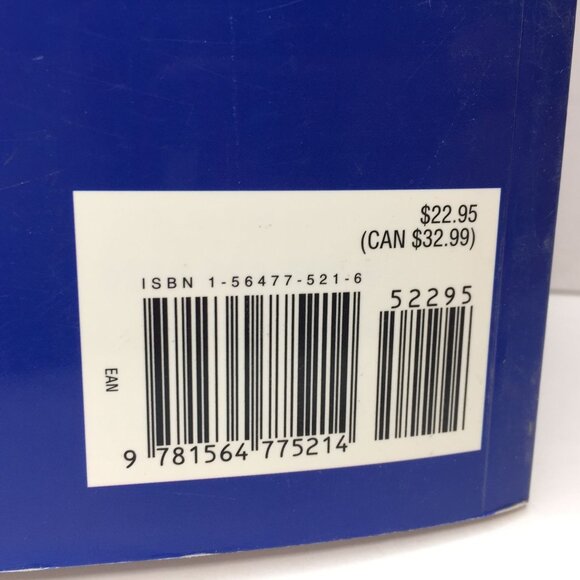 $22.95
(CAN $32.99)
ISBN 1-56477-521-6
52295
EAN
9 781564 775214